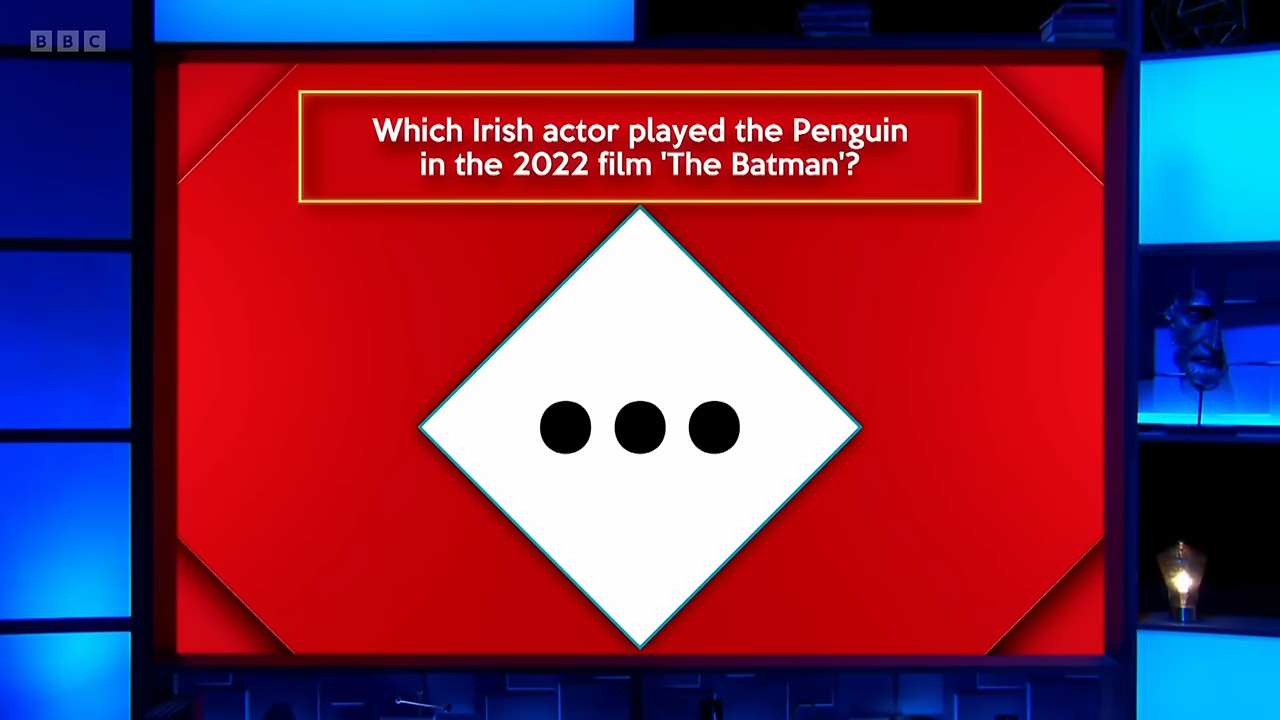 BBC
Which Irish actor played the Penguin
in the 2022 film 'The Batman'?